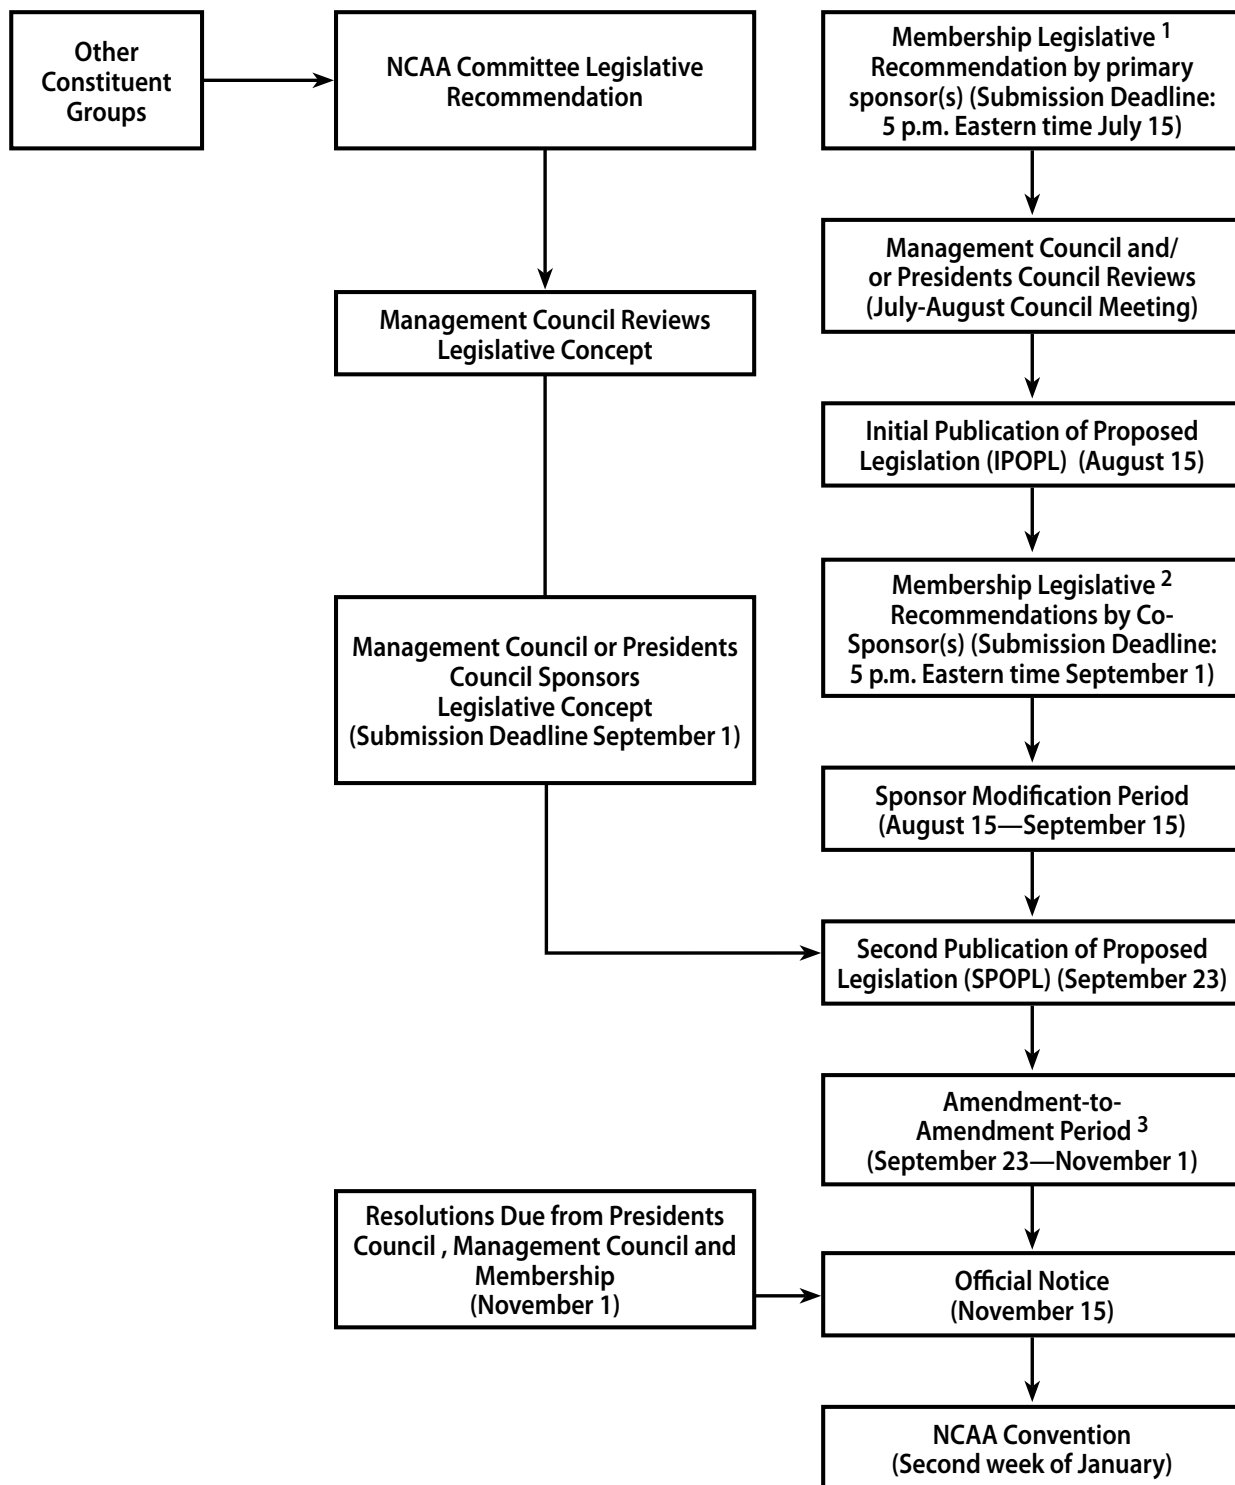 Other
Constituent
Groups
NCAA Committee Legislative
Recommendation
Membership Legislative 1
Recommendation by primary
sponsor(s) (Submission Deadline:
5 p.m. Eastern time July 15)
Management Council and/
or Presidents Council Reviews
(July-August Council Meeting)
Management Council Reviews
Legislative Concept
Initial Publication of Proposed
Legislation (IPOPL) (August 15)
Membership Legislative 2
Recommendations by Co-
Sponsor(s) (Submission Deadline:
5 p.m. Eastern time September 1)
Management Council or Presidents
Council Sponsors
Legislative Concept
(Submission Deadline September 1)
Sponsor Modification Period
(August 15—September 15)
Second Publication of Proposed
Legislation (SPOPL) (September 23)
Amendment-to-
Amendment Period 3
(September 23—November 1)
Resolutions Due from Presidents
Council , Management Council and
Membership
(November 1)
Official Notice
(November 15)
NCAA Convention
(Second week of January)